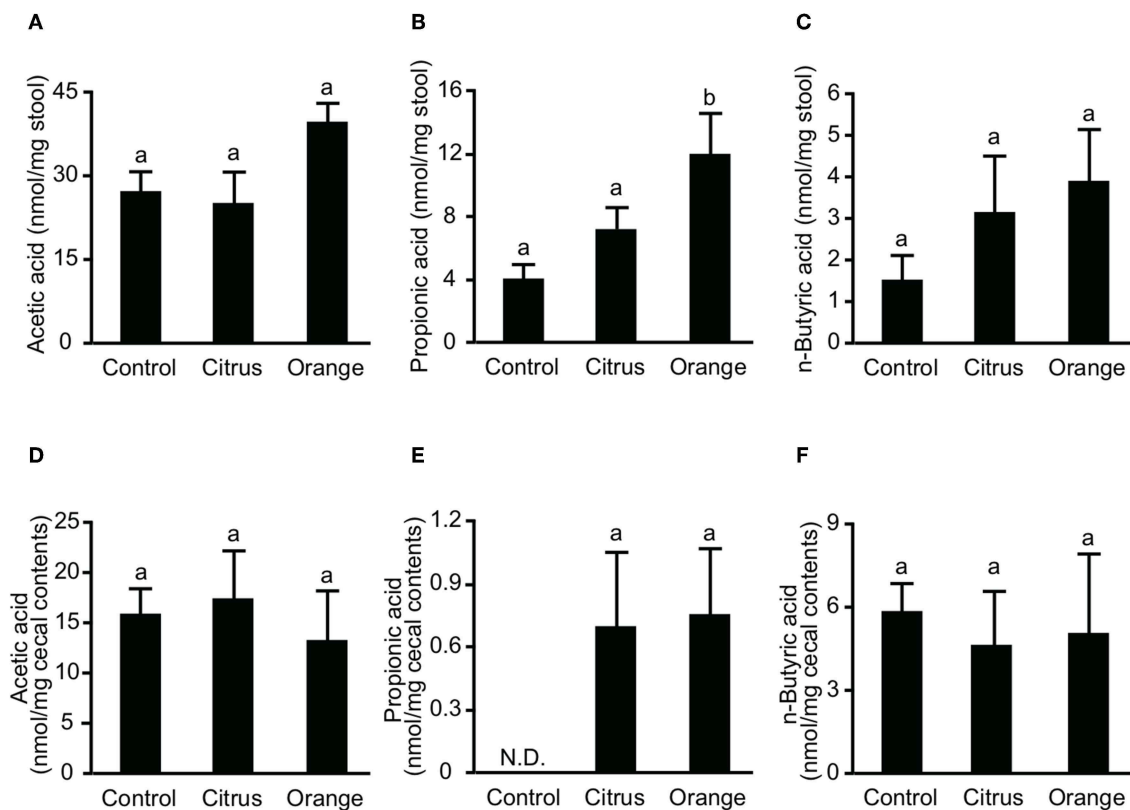 A
Acetic acid (nmol/mg stool)
45
30
15
0
a
a
a
Control
Citrus
Orange
B
Propionic acid (nmol/mg stool)
16
12
8
4
0
a
a
b
Control
Citrus
Orange
C
n-Butyric acid (nmol/mg stool)
6
5
4
3
2
1
0
a
a
a
Control
Citrus
Orange
D
Acetic acid
(nmol/mg cecal contents)
25
20
15
10
5
0
a
a
a
Control
Citrus
Orange
E
Propionic acid
(nmol/mg cecal contents)
1.2
0.9
0.6
0.3
0
N.D.
a
a
Control
Citrus
Orange
F
n-Butyric acid
(nmol/mg cecal contents)
9
6
3
0
a
a
a
Control
Citrus
Orange